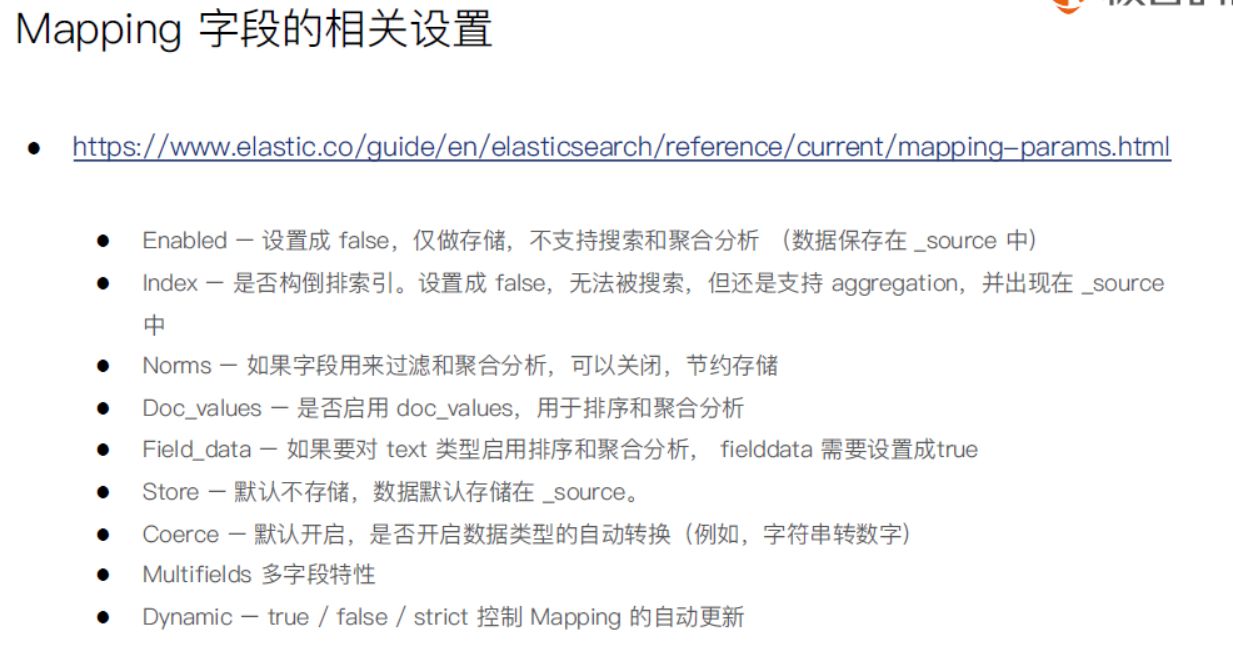 Mapping 字段的相关设置
● https://www.elastic.co/guide/en/elasticsearch/reference/current/mapping-params.html
● Enabled – 设置成 false，仅做存储，不支持搜索和聚合分析 （数据保存在 _source 中）
● Index – 是否构倒排索引。设置成 false，无法被搜索，但还是支持 aggregation，并出现在 _source
中
● Norms – 如果字段用来过滤和聚合分析，可以关闭，节约存储
● Doc_values – 是否启用 doc_values，用于排序和聚合分析
● Field_data – 如果要对 text 类型启用排序和聚合分析， fielddata 需要设置成true
● Store – 默认不存储，数据默认存储在 _source。
● Coerce – 默认开启，是否开启数据类型的自动转换（例如，字符串转数字）
● Multifields 多字段特性
● Dynamic – true / false / strict 控制 Mapping 的自动更新